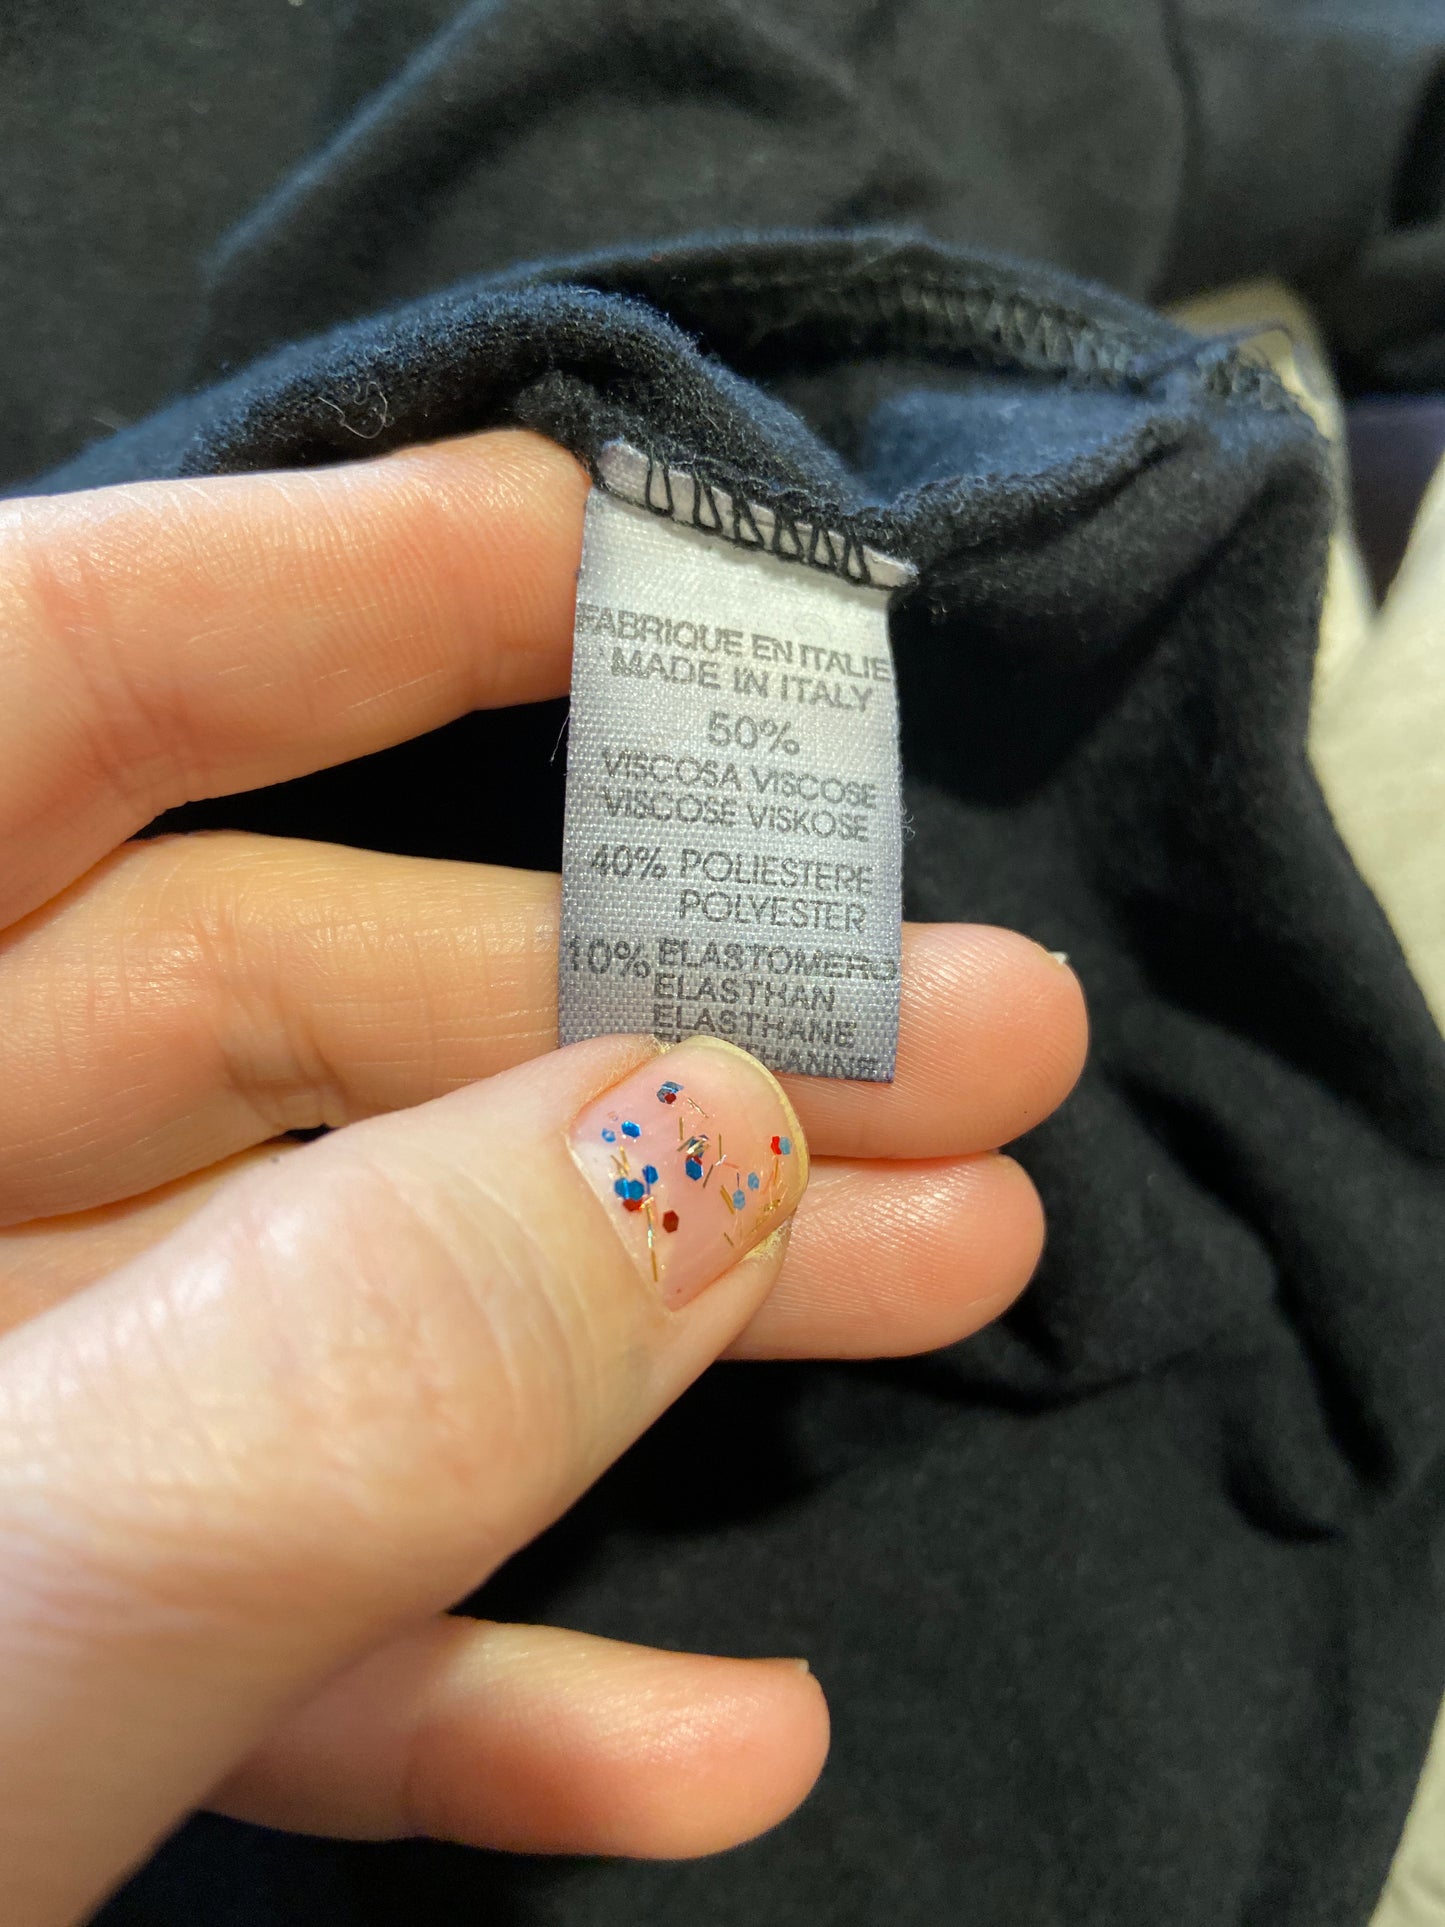 FABRIQUE EN ITALIE
MADE IN ITALY
50%
VISCOSA VISCOSE
VISCOSE VISKOSE
40% POLIESTERE
POLYESTER
10% ELASTOMERO
ELASTHAN
ELASTHANE